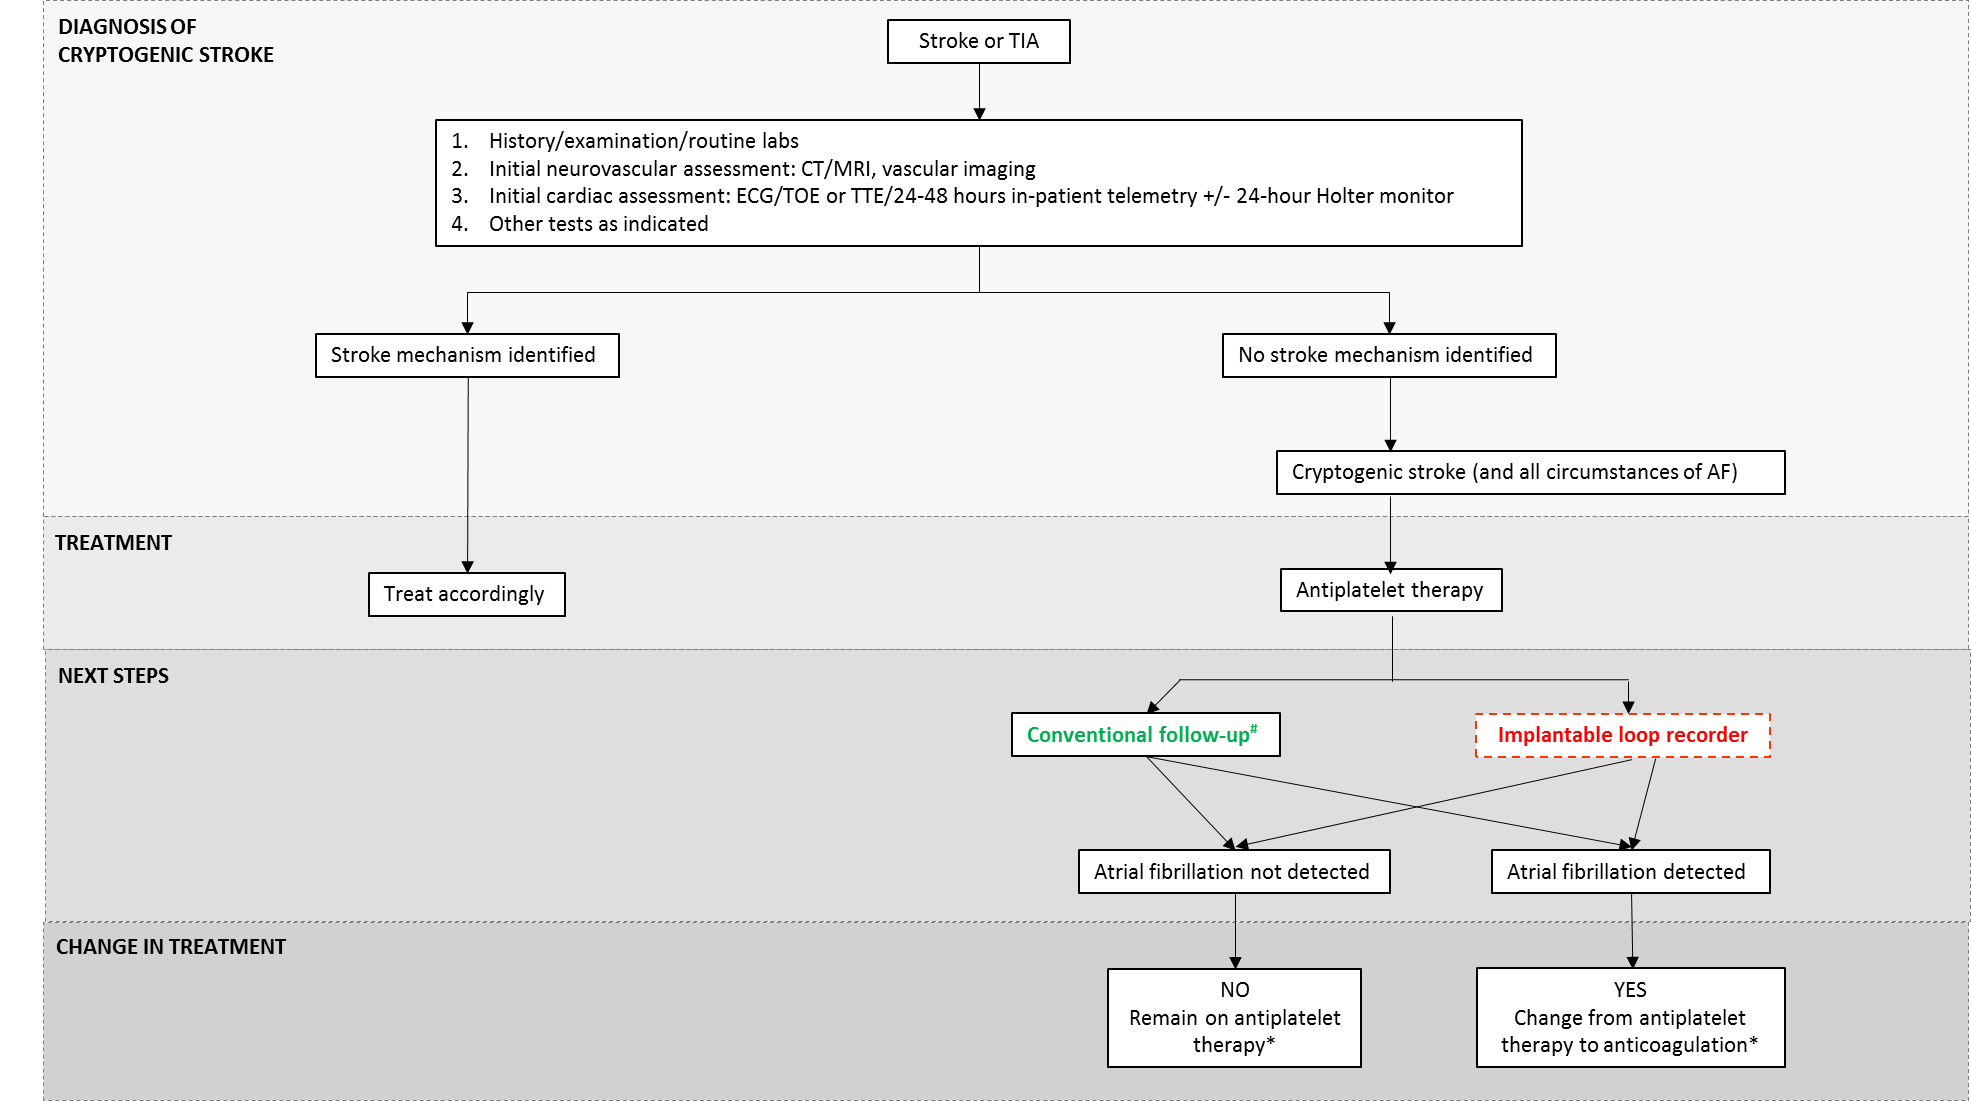 DIAGNOSIS OF
CRYPTOGENIC STROKE
Stroke or TIA
1. History/examination/routine labs
2. Initial neurovascular assessment: CT/MRI, vascular imaging
3. Initial cardiac assessment: ECG/TOE or TTE/24-48 hours in-patient telemetry +/- 24-hour Holter monitor
4. Other tests as indicated
Stroke mechanism identified
No stroke mechanism identified
Cryptogenic stroke (and all circumstances of AF)
TREATMENT
Treat accordingly
Antiplatelet therapy
NEXT STEPS
Conventional follow-up#
Implantable loop recorder
Atrial fibrillation not detected
Atrial fibrillation detected
CHANGE IN TREATMENT
NO
Remain on antiplatelet
therapy*
YES
Change from antiplatelet
therapy to anticoagulation*